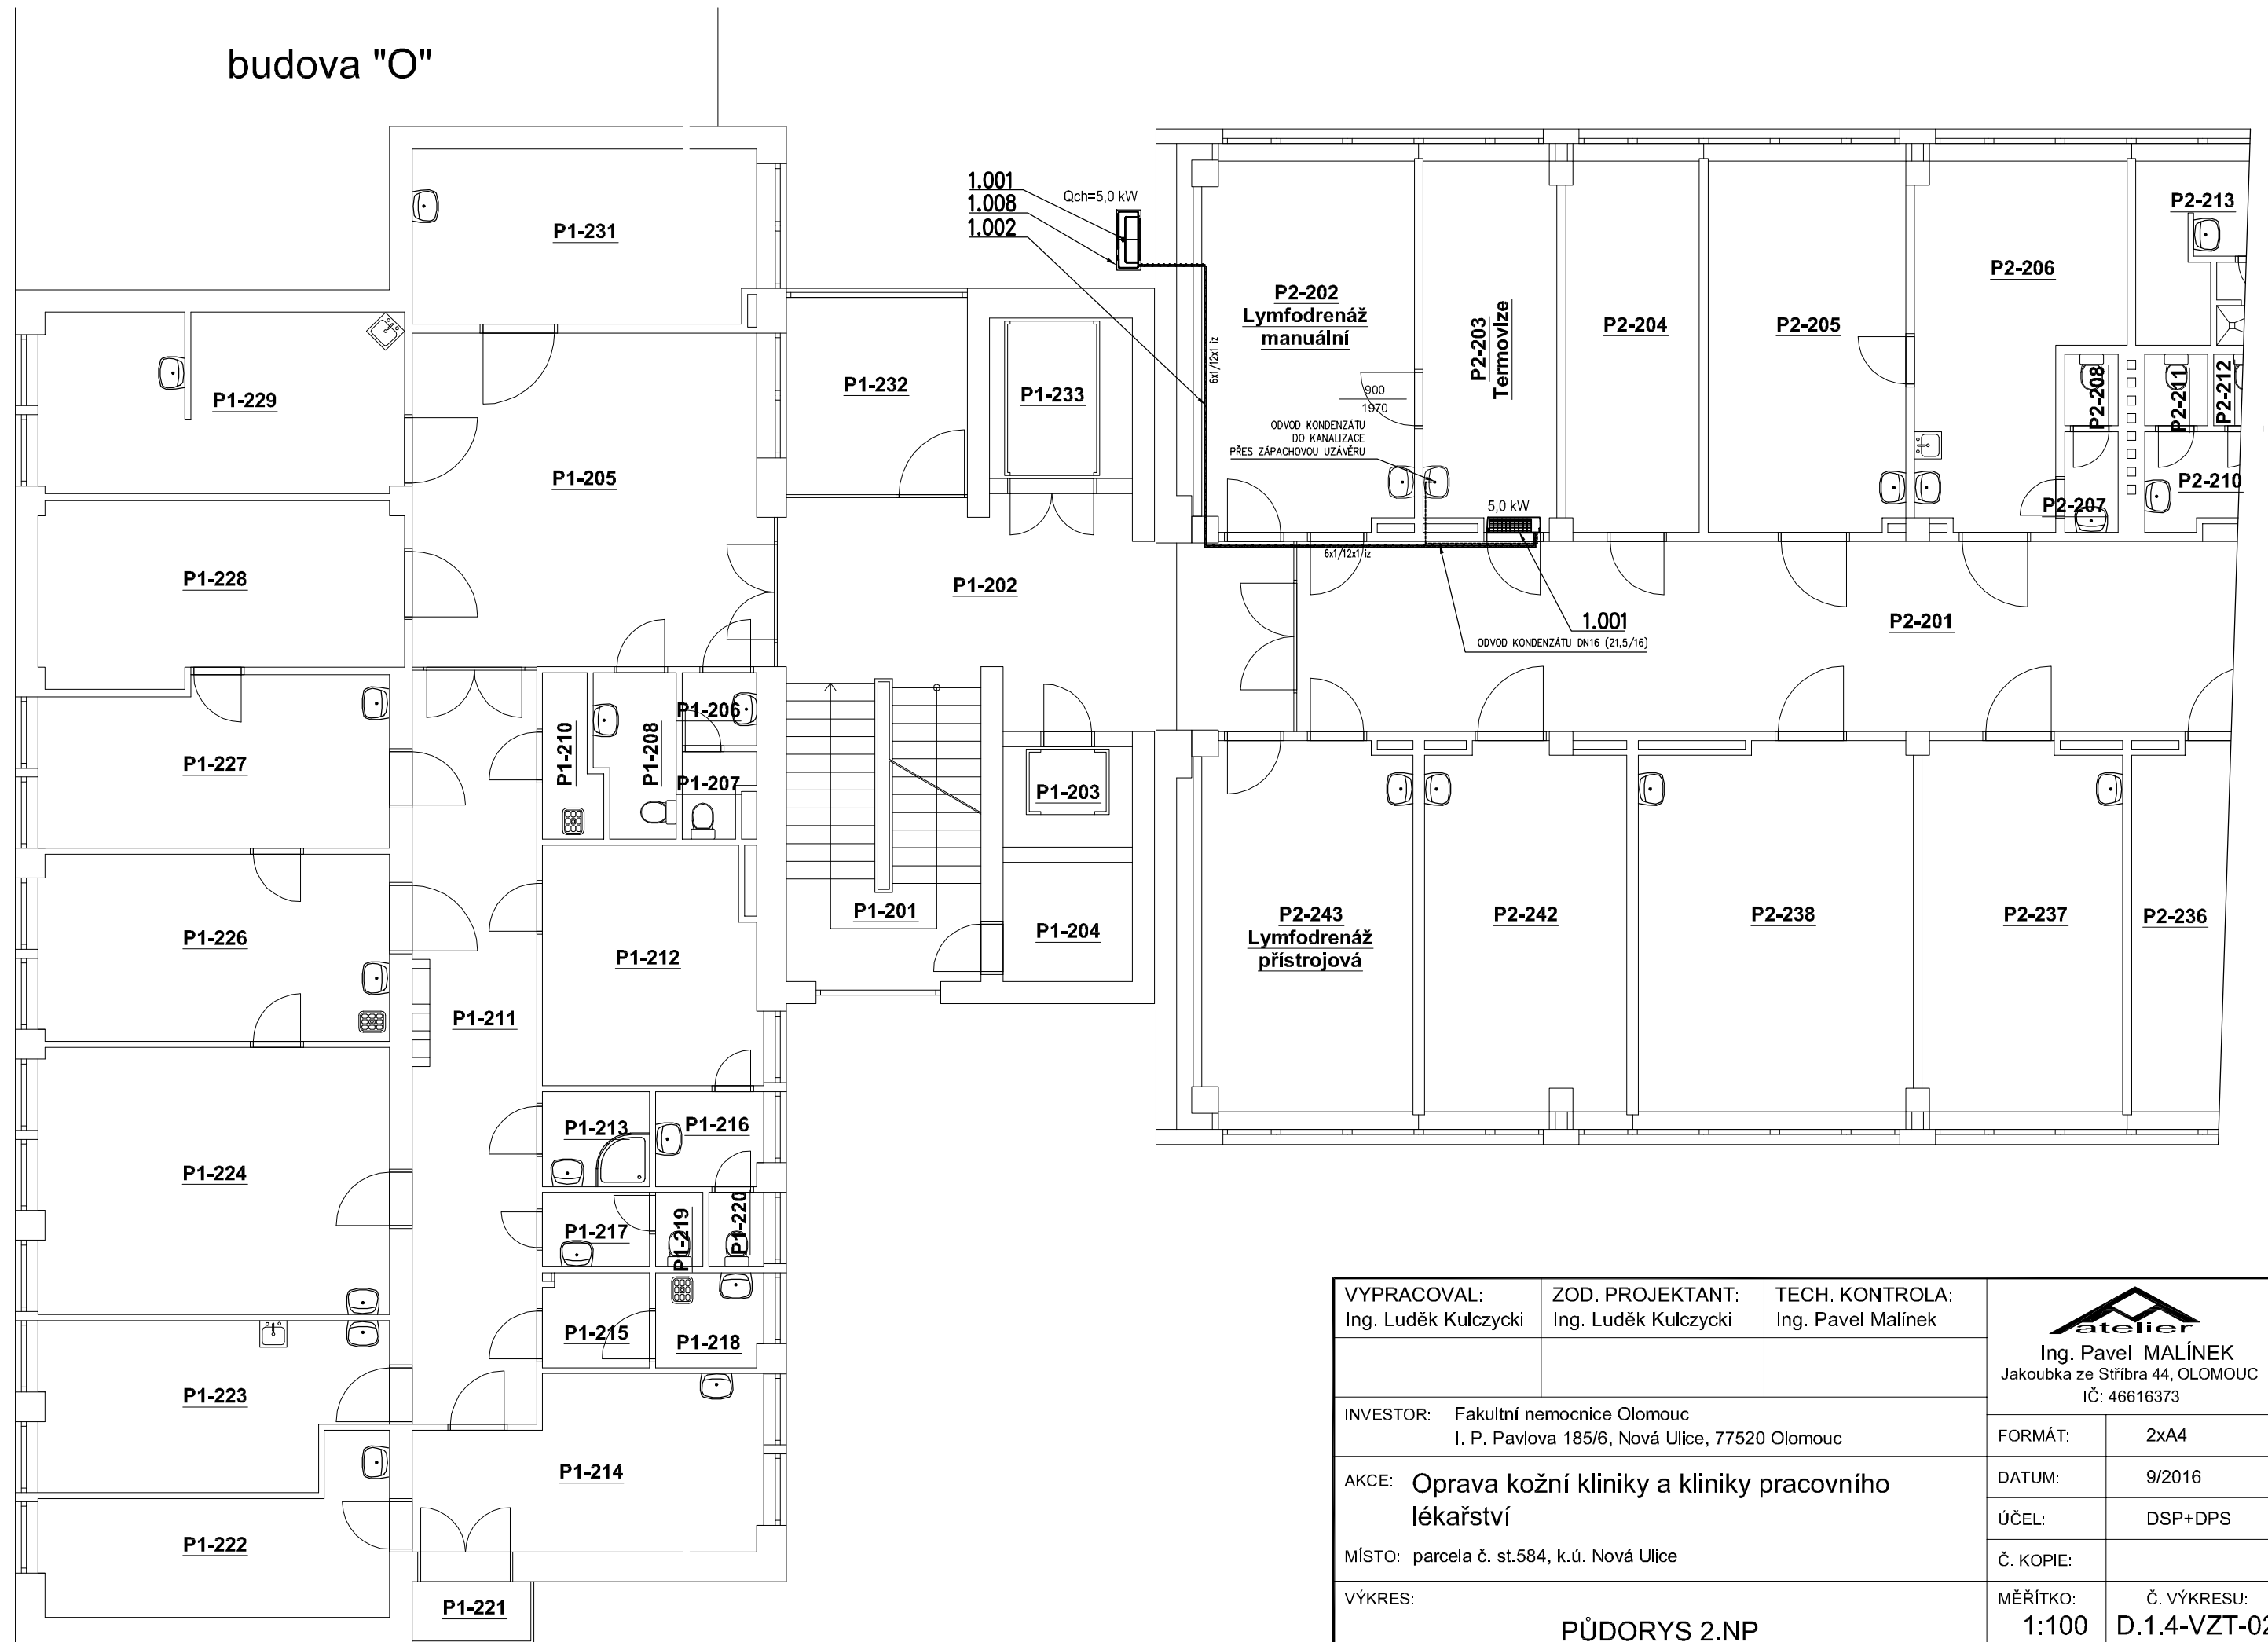 budova "O"
P1-231
1.001
1.008
1.002
Qch=5,0 kW
6x1/12x1 iz
P2-202
Lymfodrenáž
manuální
P2-203
Termovize
P2-204
P2-205
P2-206
P2-213
P2-208
P2-211
P2-212
P2-210
P2-207
900
1970
ODVOD KONDENZÁTU
DO KANALIZACE
PŘES ZÁPACHOVOU UZÁVĚRU
5,0 kW
6x1/12x1/iz
1.001
ODVOD KONDENZÁTU DN16 (21,5/16)
P2-201
P1-229
P1-232
P1-233
P1-205
P1-228
P1-202
P1-227
P1-210
P1-208
P1-206
P1-207
P1-203
P1-201
P1-204
P1-226
P1-212
P1-211
P2-243
Lymfodrenáž
přístrojová
P2-242
P2-238
P2-237
P2-236
P1-213
P1-216
P1-224
P1-217
P1-219
P1-220
P1-215
P1-218
P1-223
P1-214
P1-222
P1-221
VYPRACOVAL:
Ing. Luděk Kulczycki
ZOD. PROJEKTANT:
Ing. Luděk Kulczycki
TECH. KONTROLA:
Ing. Pavel Malínek
atelier
Ing. Pavel MALÍNEK
Jakoubka ze Stříbra 44, OLOMOUC
IČ: 46616373
INVESTOR: Fakultní nemocnice Olomouc
I. P. Pavlova 185/6, Nová Ulice, 77520 Olomouc
FORMÁT: 2xA4
AKCE: Oprava kožní kliniky a kliniky pracovního
lékařství
DATUM: 9/2016
ÚČEL: DSP+DPS
MÍSTO: parcela č. st.584, k.ú. Nová Ulice
Č. KOPIE:
VÝKRES:
PŮDORYS 2.NP
MĚŘÍTKO:
1:100
Č. VÝKRESU:
D.1.4-VZT-02